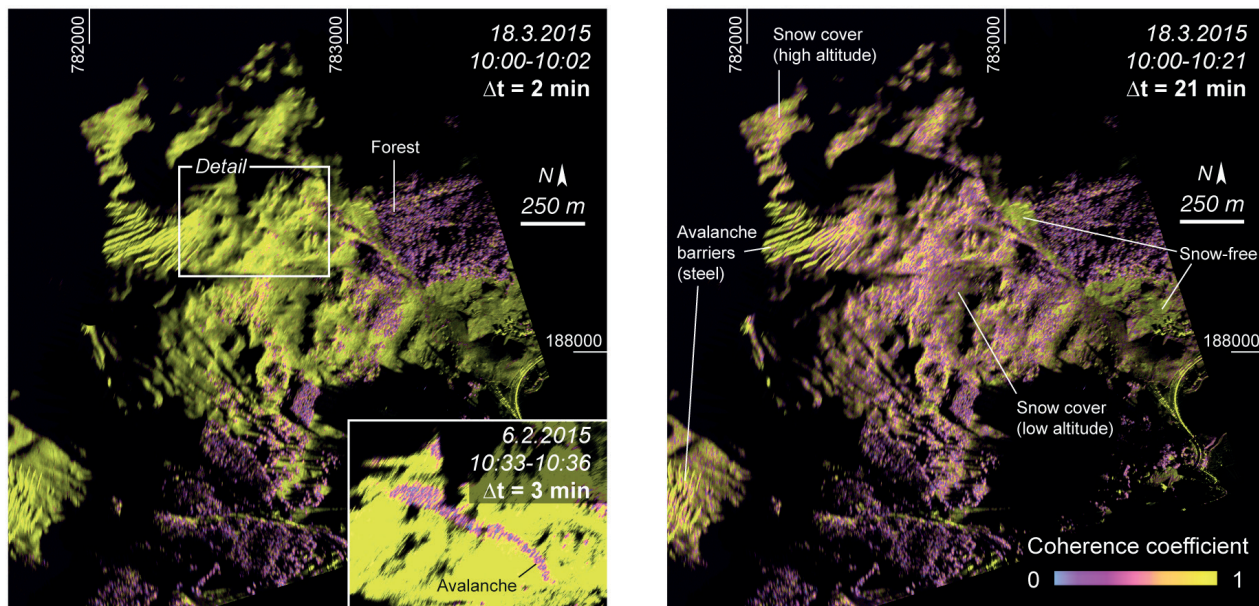 782000
783000
18.3.2015
10:00-10:02
Δt = 2 min
Forest
Detail
N
250 m
6.2.2015
10:33-10:36
Δt = 3 min
Avalanche
782000
783000
Snow cover
(high altitude)
18.3.2015
10:00-10:21
Δt = 21 min
N
250 m
Avalanche
barriers
(steel)
Snow-free
188000
Snow cover
(low altitude)
Coherence coefficient
0
1
188000